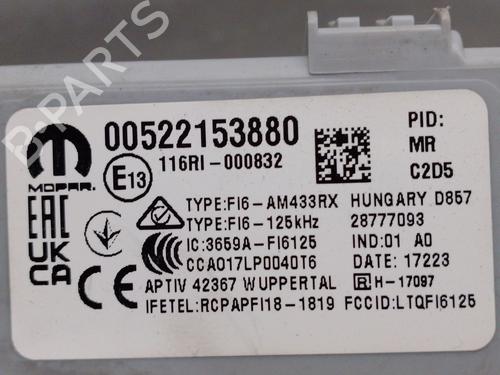 MOPAR.
00522153880
116RI-000832
E13
PID:
MR
C2D5
EAC
UK
CA
CE
TYPE:FI6-AM433RX HUNGARY D857
TYPE:FI6-125kHz 28777093
IC:3659A-FI6125 IND:01 A0
CCAO17LP0040T6 DATE: 17223
APTIV 42367 WUPPERTAL R H-17097
IFETEL:RCPAPFI18-1819 FCCID:LTQFI6125
B-PARTS